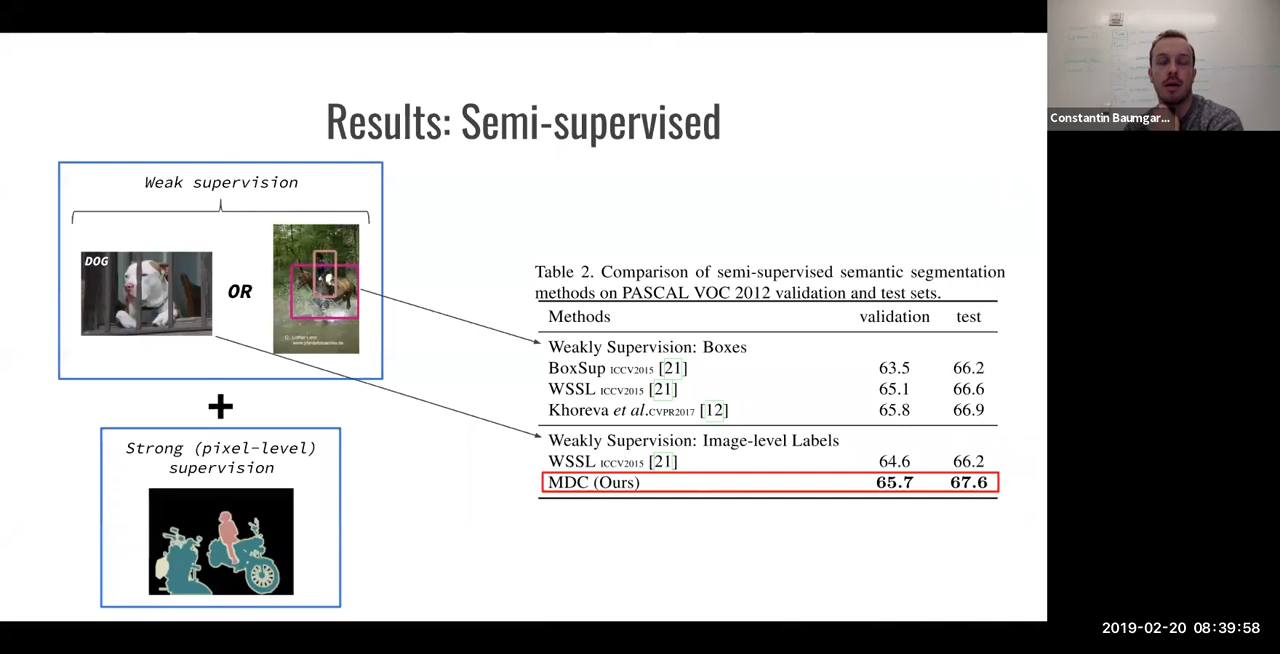 Results: Semi-supervised
Weak supervision
DOG
OR
+
Strong (pixel-level)
supervision
Table 2. Comparison of semi-supervised semantic segmentation
methods on PASCAL VOC 2012 validation and test sets.
Methods validation test
Weakly Supervision: Boxes
BoxSup ICCV2015 [21] 63.5 66.2
WSSL ICCV2015 [21] 65.1 66.6
Khoreva et al.CVPR2017 [12] 65.8 66.9
Weakly Supervision: Image-level Labels
WSSL ICCV2015 [21] 64.6 66.2
MDC (Ours) 65.7 67.6
Constantin Baumgar...
2019-02-20 08:39:58